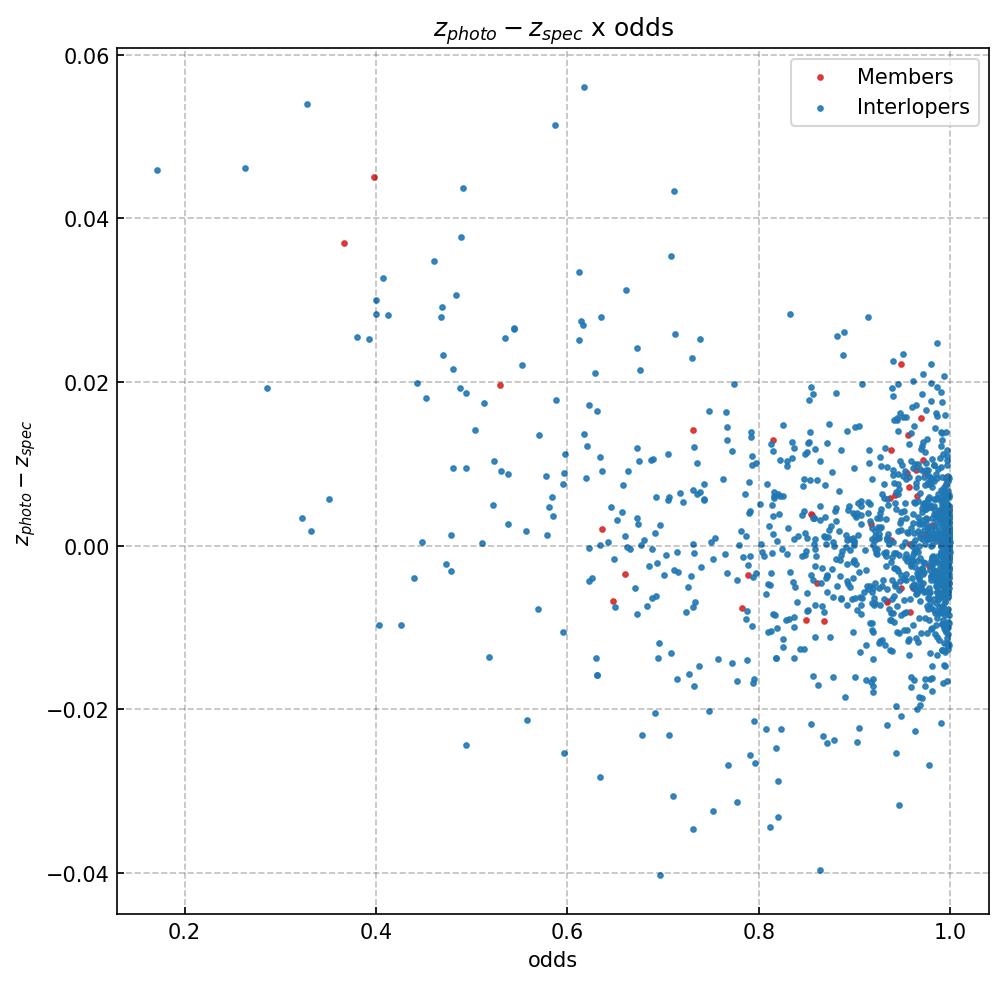 z_photo − z_spec x odds
Members
Interlopers
0.06
0.04
0.02
0.00
−0.02
−0.04
z_photo − z_spec
0.2 0.4 0.6 0.8 1.0
odds